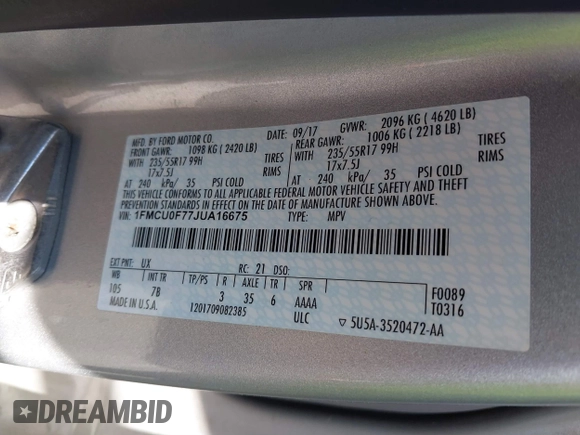 MFD. BY FORD MOTOR CO.
09/17 GVWR: 2096 KG ( 4620 LB)
FRONT GAWR: 1098 KG ( 2420 LB) REAR GAWR: 1006 KG ( 2218 LB)
WITH 235/55R17 99H TIRES WITH 235/55R17 99H TIRES
17x7.5J RIMS 17x7.5J RIMS
AT 240 kPa/ 35 PSI COLD AT 240 kPa/ 35 PSI COLD
THIS VEHICLE CONFORMS TO ALL APPLICABLE FEDERAL MOTOR VEHICLE SAFETY AND THEFT
PREVENTION STANDARDS IN EFFECT ON THE DATE OF MANUFACTURE SHOWN ABOVE.
VIN: 1FMCU0F77JUA16675 TYPE: MPV
EXT PNT: UX RC: 21 DSO:
WB INT TR TP/PS R AXLE TR SPR
105 7B 3 35 6 AAAA F0089
MADE IN U.S.A. 1201709082385 ULC T0316
▽ 5U5A-3520472-AA
DREAMBID